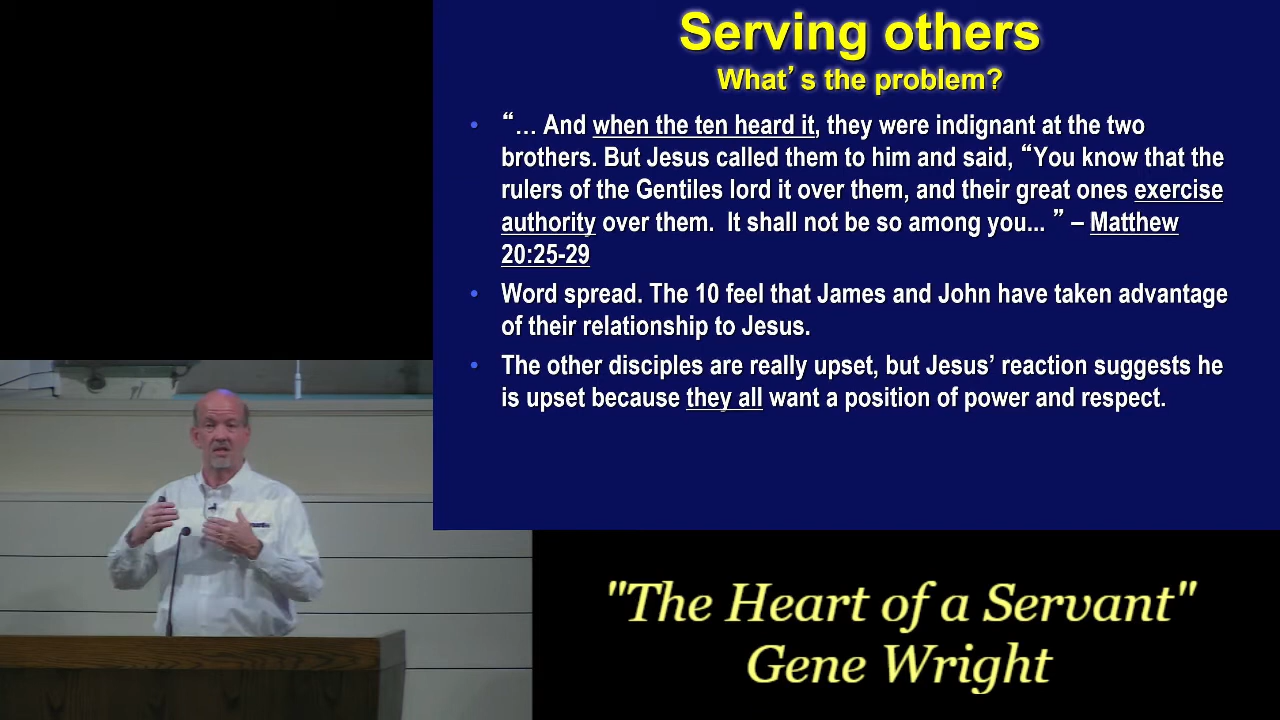 Serving others
What’s the problem?
• “… And when the ten heard it, they were indignant at the two
brothers. But Jesus called them to him and said, “You know that the
rulers of the Gentiles lord it over them, and their great ones exercise
authority over them.  It shall not be so among you... ” – Matthew
20:25-29
• Word spread. The 10 feel that James and John have taken advantage
of their relationship to Jesus.
• The other disciples are really upset, but Jesus’ reaction suggests he
is upset because they all want a position of power and respect.
"The Heart of a Servant"
Gene Wright